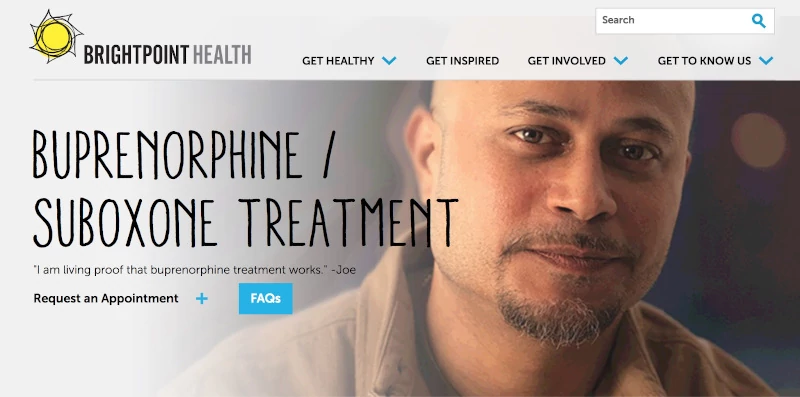 Search
BRIGHTPOINT HEALTH
GET HEALTHY
GET INSPIRED
GET INVOLVED
GET TO KNOW US
BUPRENORPHINE /
SUBOXONE TREATMENT
"I am living proof that buprenorphine treatment works." -Joe
Request an Appointment +
FAQs